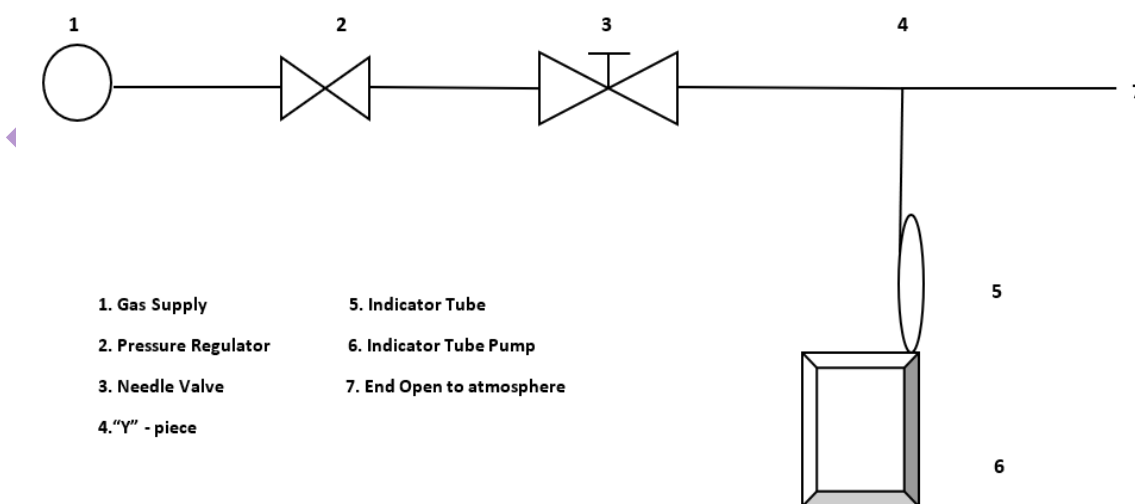 1 2 3 4
7
5
1. Gas Supply 5. Indicator Tube
2. Pressure Regulator 6. Indicator Tube Pump
3. Needle Valve 7. End Open to atmosphere
4.“Y” - piece
6